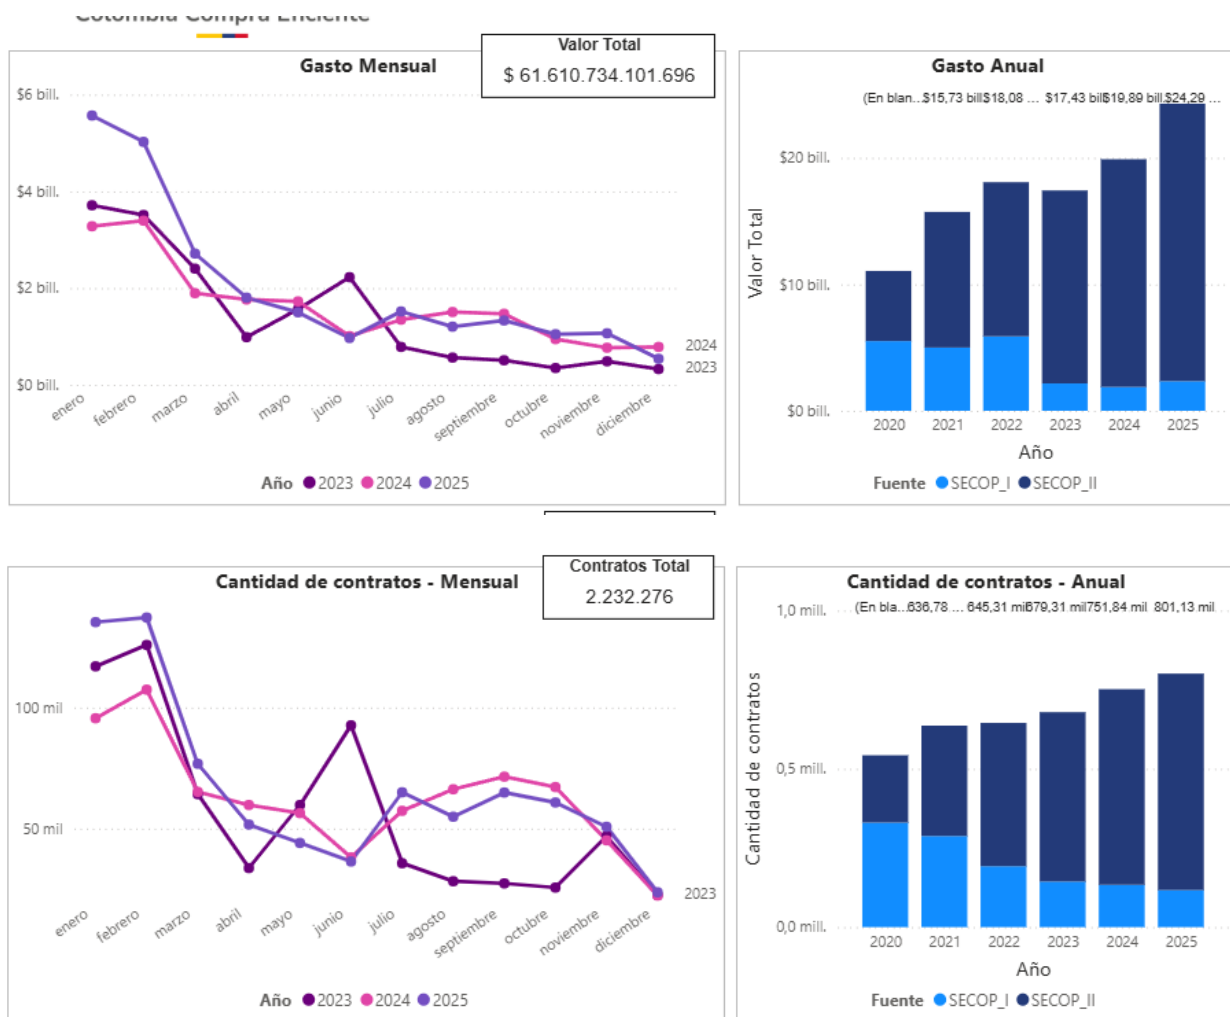 Colombia Compra Eficiente
Valor Total
$ 61.610.734.101.696
Gasto Mensual
$6 bill.
$4 bill.
$2 bill.
$0 bill.
2024
2023
enero febrero marzo abril mayo junio julio agosto septiembre octubre noviembre diciembre
Año 2023 2024 2025
Gasto Anual
(En blan... $15,73 bill. $18,08 ... $17,43 bill. $19,89 bill. $24,29 ...
$20 bill.
$10 bill.
$0 bill.
Valor Total
2020 2021 2022 2023 2024 2025
Año
Fuente SECOP_I SECOP_II
Contratos Total
2.232.276
Cantidad de contratos - Mensual
100 mil
50 mil
2023
enero febrero marzo abril mayo junio julio agosto septiembre octubre noviembre diciembre
Año 2023 2024 2025
Cantidad de contratos - Anual
1,0 mill.
(En bla... 636,78 ... 645,31 mil 679,31 mil 751,84 mil 801,13 mil
0,5 mill.
0,0 mill.
Cantidad de contratos
2020 2021 2022 2023 2024 2025
Año
Fuente SECOP_I SECOP_II